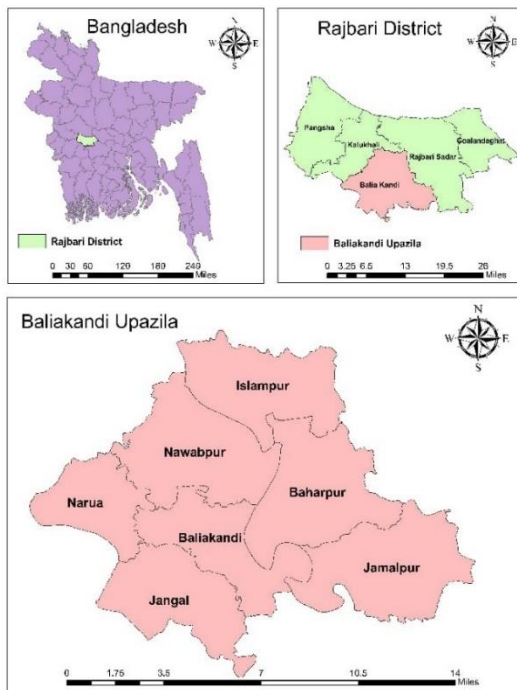 Bangladesh
N
W E
S
Rajbari District
0 30 60 120 180 240
Miles
Rajbari District
N
W E
S
Pangsha
Kalukhali
Goalandaghat
Rajbari Sadar
Balia Kandi
Baliakandi Upazila
0 3.25 6.5 13 19.5 26
Miles
Baliakandi Upazila
N
W E
S
Islampur
Nawabpur
Narua
Baharpur
Baliakandi
Jamalpur
Jangal
0 1.75 3.5 7 10.5 14
Miles